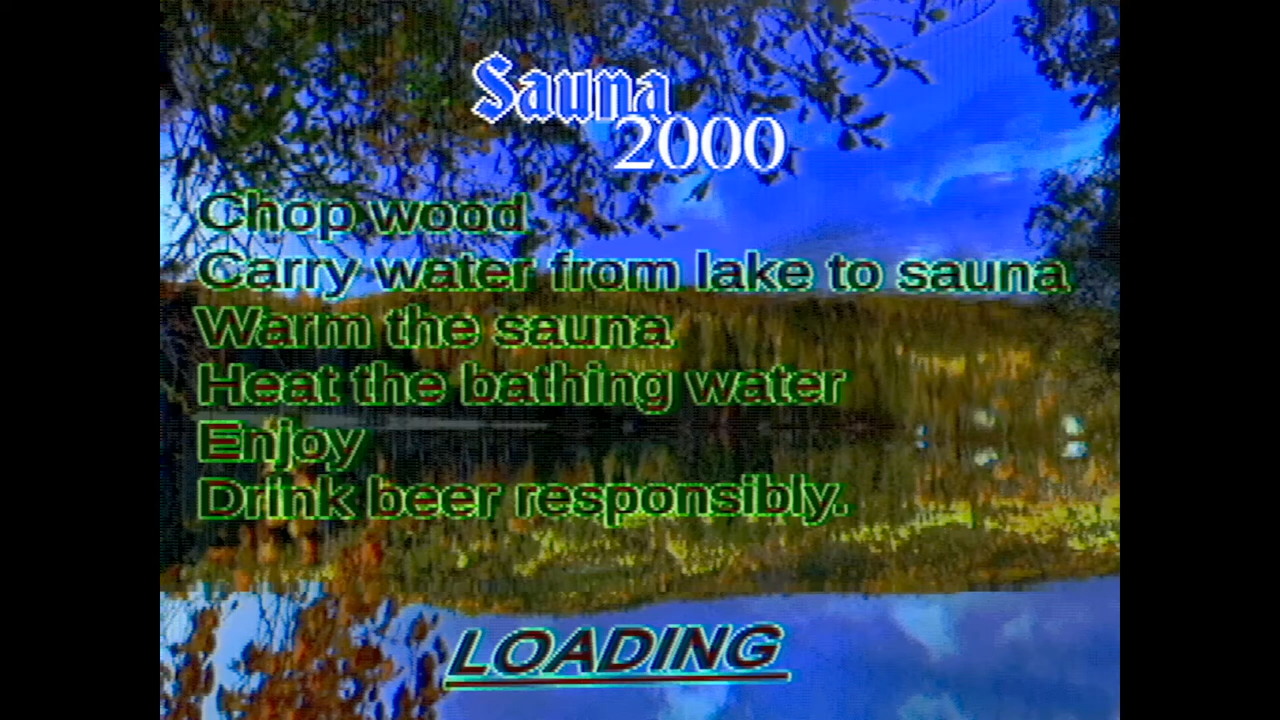 Sauna
2000
Chop wood
Carry water from lake to sauna
Warm the sauna
Heat the bathing water
Enjoy
Drink beer responsibly.
LOADING